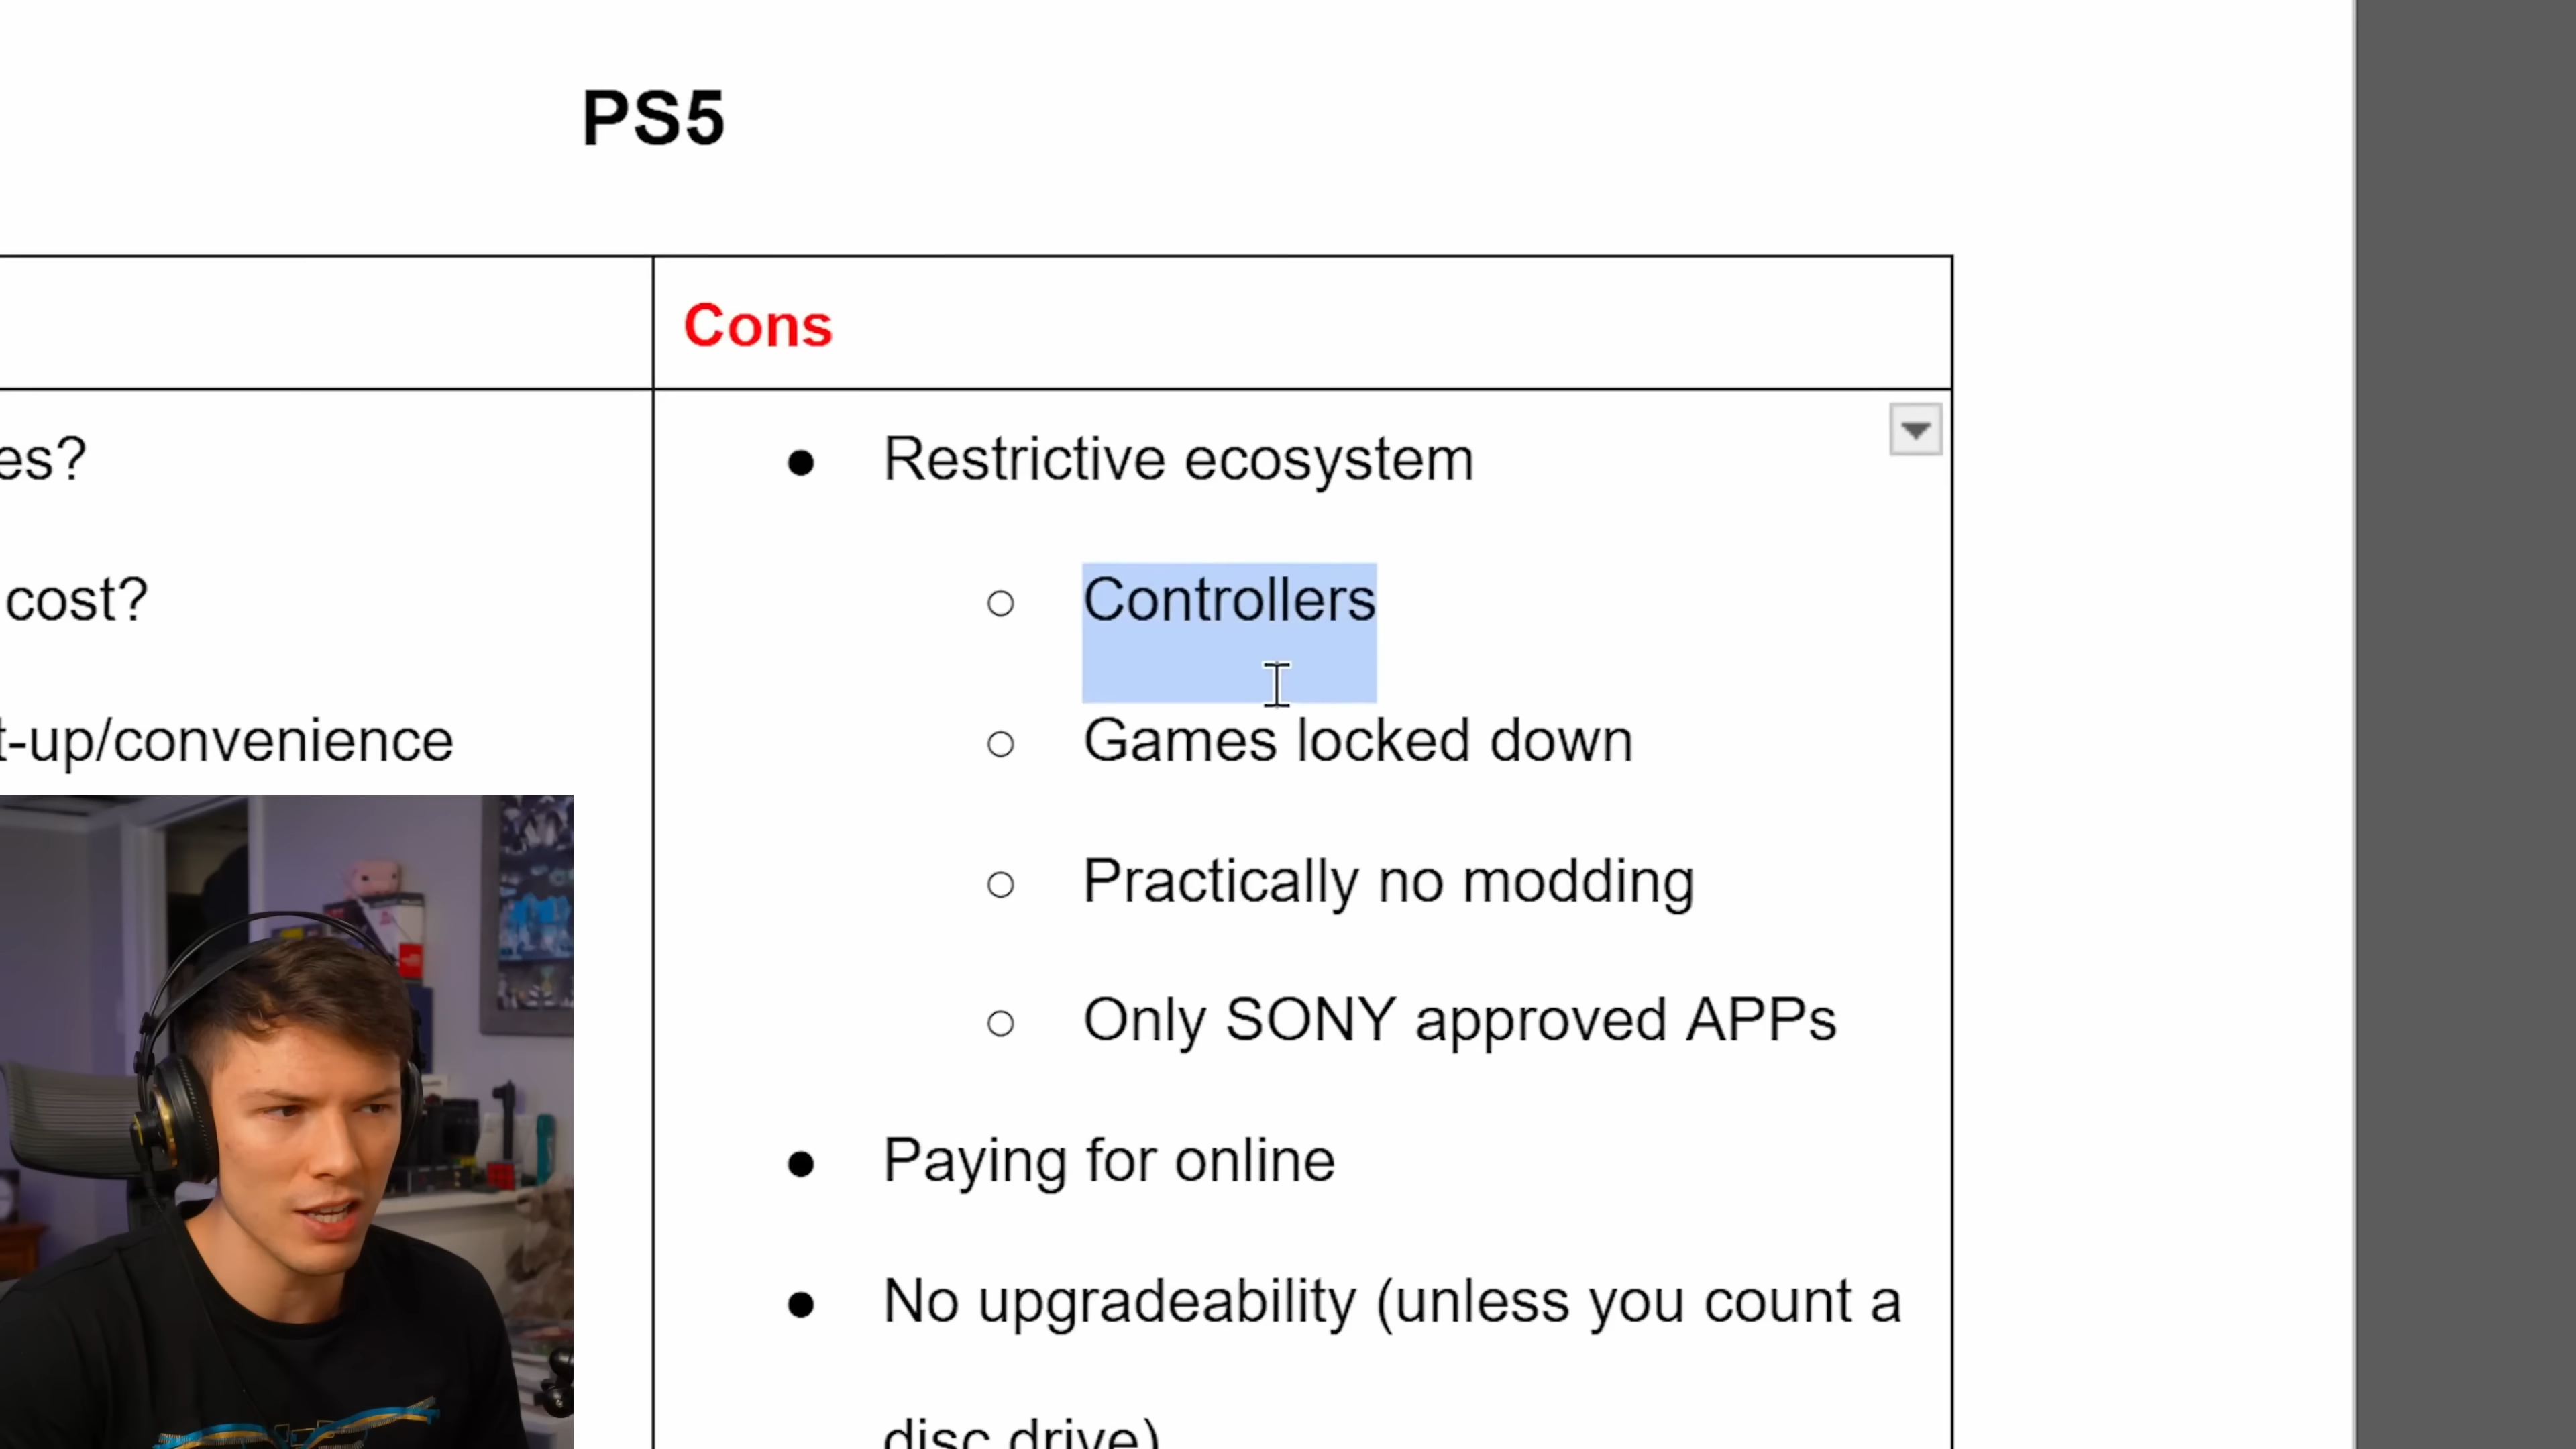 PS5
Cons
es?
cost?
t-up/convenience
Restrictive ecosystem
Controllers
Games locked down
Practically no modding
Only SONY approved APPs
Paying for online
No upgradeability (unless you count a
disc drive)